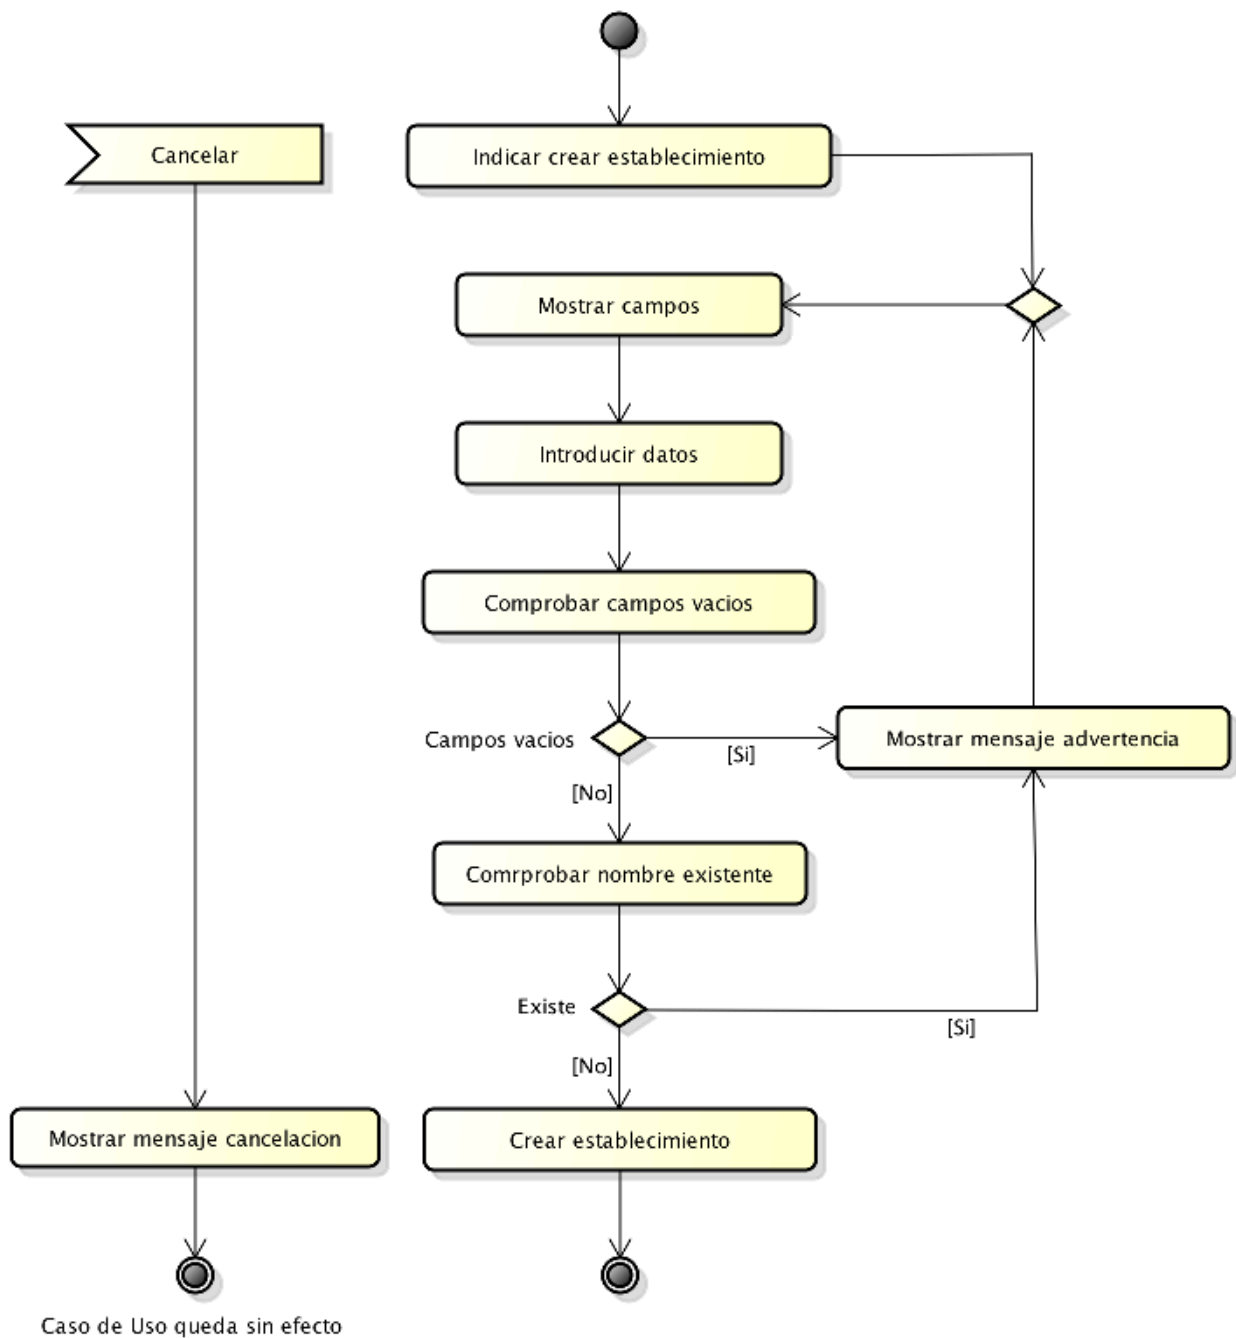 Cancelar
Indicar crear establecimiento
Mostrar campos
Introducir datos
Comprobar campos vacios
Campos vacios
[Si]
Mostrar mensaje advertencia
[No]
Comrprobar nombre existente
Existe
[Si]
[No]
Mostrar mensaje cancelacion
Crear establecimiento
Caso de Uso queda sin efecto